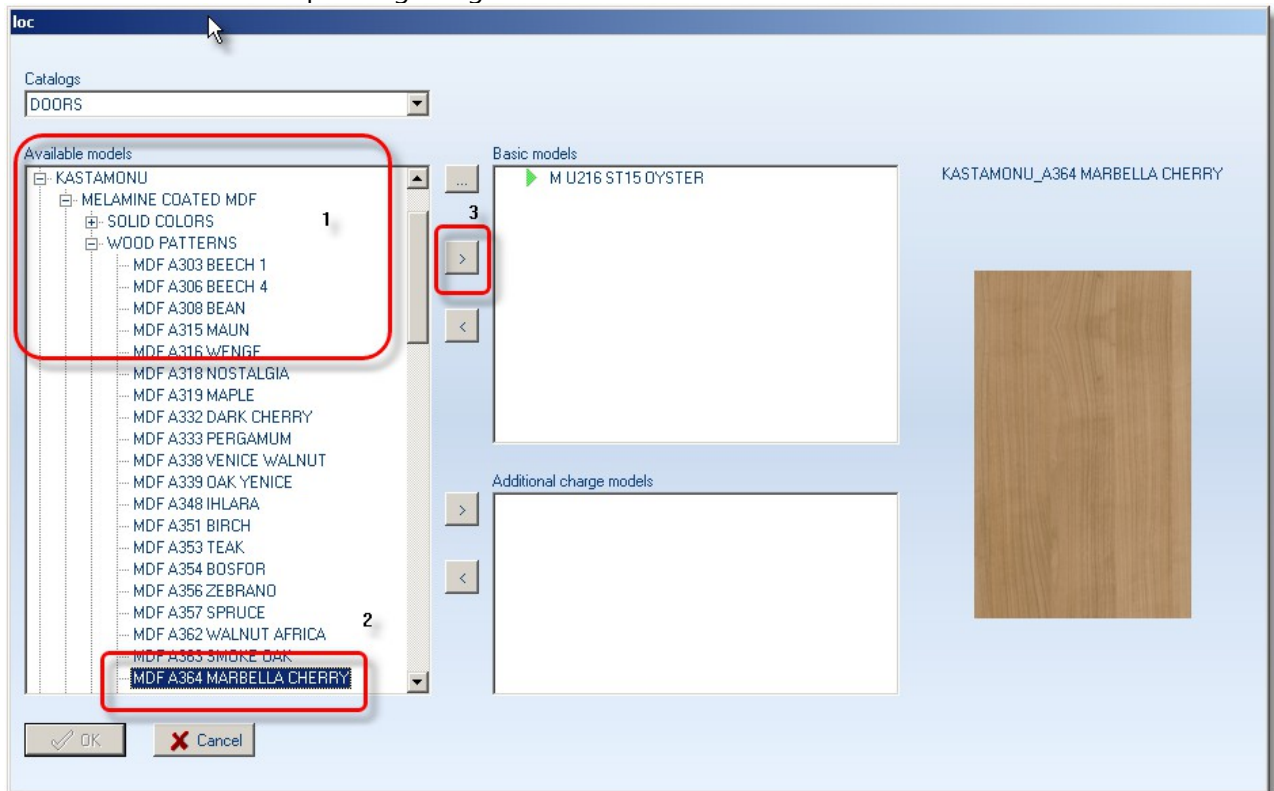 loc
Catalogs
DOORS
Available models
KASTAMONU
MELAMINE COATED MDF
SOLID COLORS
1
WOOD PATTERNS
MDF A303 BEECH 1
MDF A306 BEECH 4
MDF A308 BEAN
MDF A315 MAUN
MDF A316 WENGE
MDF A318 NOSTALGIA
MDF A319 MAPLE
MDF A332 DARK CHERRY
MDF A333 PERGAMUM
MDF A338 VENICE WALNUT
MDF A339 OAK YENICE
MDF A348 IHLARA
MDF A351 BIRCH
MDF A353 TEAK
MDF A354 BOSFOR
MDF A356 ZEBRANO
MDF A357 SPRUCE
2
MDF A362 WALNUT AFRICA
MDF A363 SMOKE OAK
MDF A364 MARBELLA CHERRY
...
3
>
<
Basic models
M U216 ST15 OYSTER
Additional charge models
>
<
KASTAMONU_A364 MARBELLA CHERRY
OK
Cancel